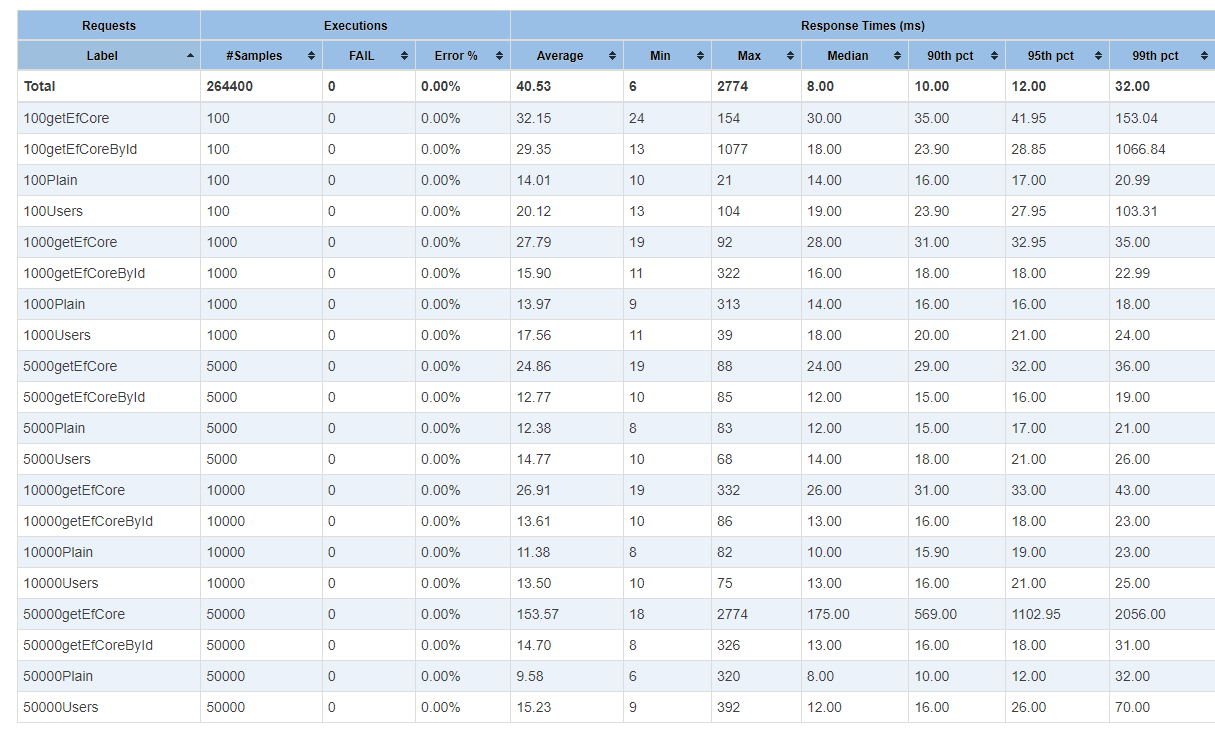 Requests Executions Response Times (ms)
Label #Samples FAIL Error % Average Min Max Median 90th pct 95th pct 99th pct
Total 264400 0 0.00% 40.53 6 2774 8.00 10.00 12.00 32.00
100getEfCore 100 0 0.00% 32.15 24 154 30.00 35.00 41.95 153.04
100getEfCoreById 100 0 0.00% 29.35 13 1077 18.00 23.90 28.85 1066.84
100Plain 100 0 0.00% 14.01 10 21 14.00 16.00 17.00 20.99
100Users 100 0 0.00% 20.12 13 104 19.00 23.90 27.95 103.31
1000getEfCore 1000 0 0.00% 27.79 19 92 28.00 31.00 32.95 35.00
1000getEfCoreById 1000 0 0.00% 15.90 11 322 16.00 18.00 18.00 22.99
1000Plain 1000 0 0.00% 13.97 9 313 14.00 16.00 16.00 18.00
1000Users 1000 0 0.00% 17.56 11 39 18.00 20.00 21.00 24.00
5000getEfCore 5000 0 0.00% 24.86 19 88 24.00 29.00 32.00 36.00
5000getEfCoreById 5000 0 0.00% 12.77 10 85 12.00 15.00 16.00 19.00
5000Plain 5000 0 0.00% 12.38 8 83 12.00 15.00 17.00 21.00
5000Users 5000 0 0.00% 14.77 10 68 14.00 18.00 21.00 26.00
10000getEfCore 10000 0 0.00% 26.91 19 332 26.00 31.00 33.00 43.00
10000getEfCoreById 10000 0 0.00% 13.61 10 86 13.00 16.00 18.00 23.00
10000Plain 10000 0 0.00% 11.38 8 82 10.00 15.90 19.00 23.00
10000Users 10000 0 0.00% 13.50 10 75 13.00 16.00 21.00 25.00
50000getEfCore 50000 0 0.00% 153.57 18 2774 175.00 569.00 1102.95 2056.00
50000getEfCoreById 50000 0 0.00% 14.70 8 326 13.00 16.00 18.00 31.00
50000Plain 50000 0 0.00% 9.58 6 320 8.00 10.00 12.00 32.00
50000Users 50000 0 0.00% 15.23 9 392 12.00 16.00 26.00 70.00